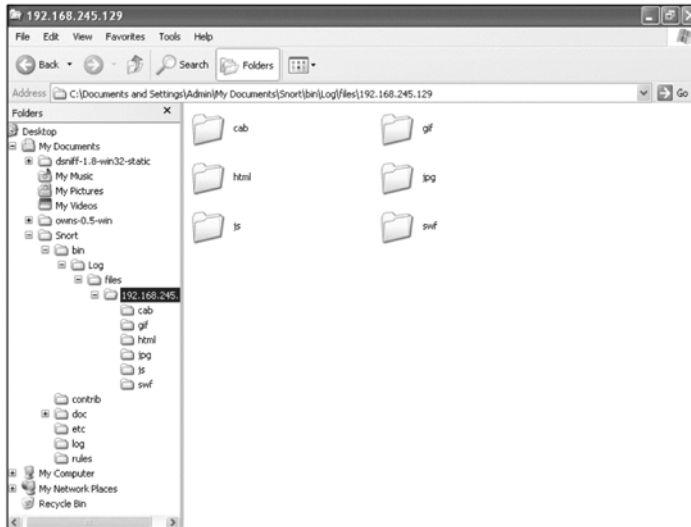 192.168.245.129
File Edit View Favorites Tools Help
Back Search Folders
Address C:\Documents and Settings\Admin\My Documents\Snort\bin\Log\files\192.168.245.129 Go
Folders x
Desktop
My Documents
dsniff-1.8-win32-static
My Music
My Pictures
My Videos
owns-0.5-win
Snort
bin
Log
files
192.168.245.
cab
gif
html
jpg
js
swf
contrib
doc
etc
log
rules
My Computer
My Network Places
Recycle Bin
cab gif
html jpg
js swf